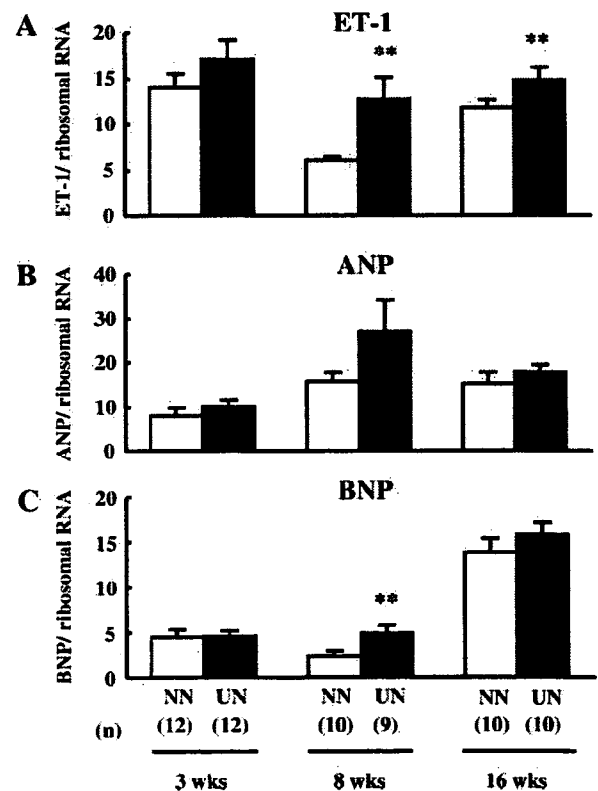 A ET-1
ET-1/ ribosomal RNA
20
15
10
5
0
** **
B ANP
ANP/ ribosomal RNA
40
30
20
10
0
C BNP
BNP/ ribosomal RNA
20
15
10
5
0
**
NN UN NN UN NN UN
(n) (12) (12) (10) (9) (10) (10)
3 wks 8 wks 16 wks